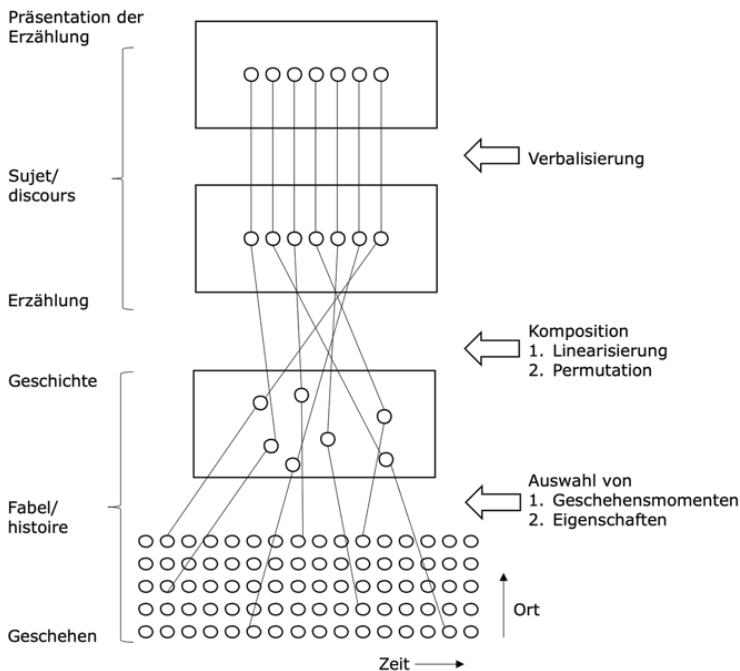 Präsentation der
Erzählung
Verbalisierung
Sujet/
discours
Erzählung
Komposition
1. Linearisierung
2. Permutation
Geschichte
Auswahl von
1. Geschehensmomenten
2. Eigenschaften
Fabel/
histoire
Ort
Geschehen
Zeit